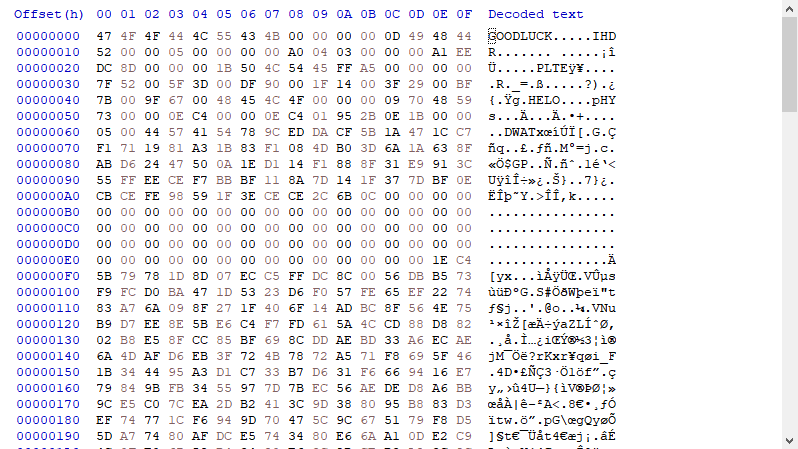 Offset(h) 00 01 02 03 04 05 06 07 08 09 0A 0B 0C 0D 0E 0F Decoded text
00000000 47 4F 4F 44 4C 55 43 4B 00 00 00 00 0D 49 48 44 GOODLUCK.....IHD
00000010 52 00 00 05 00 00 00 00 A0 04 03 00 00 00 A1 EE R....... .....¡î
00000020 DC 8D 00 00 00 1B 50 4C 54 45 FF A5 00 00 00 00 Ü.....PLTEÿ¥....
00000030 7F 52 00 5F 3D 00 DF 90 00 1F 14 00 3F 29 00 BF .R._=.ß.....?).¿
00000040 7B 00 9F 67 00 48 45 4C 4F 00 00 00 09 70 48 59 {.Ÿg.HELO....pHY
00000050 73 00 00 0E C4 00 00 0E C4 01 95 2B 0E 1B 00 00 s...Ä...Ä.•+....
00000060 05 00 44 57 41 54 78 9C ED DA CF 5B 1A 47 1C C7 ..DWATxœíÚÏ[.G.Ç
00000070 F1 71 19 81 A3 1B 83 F1 08 4D B0 3D 6A 1A 63 8F ñq..£.ƒñ.M°=j.c.
00000080 AB D6 24 47 50 0A 1E D1 14 F1 88 8F 31 E9 91 3C «Ö$GP..Ñ.ñˆ.1é‘<
00000090 55 FF EE CE F7 BB BF 11 8A 7D 14 1F 37 7D BF 0E UÿîÎ÷»¿.Š}..7}¿.
000000A0 CB CE FE 98 59 1F 3E CE CE 2C 6B 0C 00 00 00 00 ËÎþ˜Y.>ÎÎ,k.....
000000B0 00 00 00 00 00 00 00 00 00 00 00 00 00 00 00 00 ................
000000C0 00 00 00 00 00 00 00 00 00 00 00 00 00 00 00 00 ................
000000D0 00 00 00 00 00 00 00 00 00 00 00 00 00 00 00 00 ................
000000E0 00 00 00 00 00 00 00 00 00 00 00 00 00 00 1E C4 ...............Ä
000000F0 5B 79 78 1D 8D 07 EC C5 FF DC 8C 00 56 DB B5 73 [yx...ìÅÿÜŒ.VÛµs
00000100 F9 FC D0 BA 47 1D 53 23 D6 F0 57 FE 65 EF 22 74 ùüÐºG.S#ÖðWþeï"t
00000110 83 A7 6A 09 8F 27 1F 40 6F 14 AD BC 8F 56 4E 75 ƒ§j..'.@o.­¼.VNu
00000120 B9 D7 EE 8E 5B E6 C4 F7 FD 61 5A 4C CD 88 D8 82 ¹×îŽ[æÄ÷ýaZLÍˆØ‚
00000130 02 B8 E5 8F CC 85 BF 69 8C DD AE BD 33 A6 EC AE .¸å.Ì…¿iŒÝ®½3¦ì®
00000140 6A 4D AF D6 EB 3F 72 4B 78 72 A5 71 F8 69 5F 46 jM¯Öë?rKxr¥qøi_F
00000150 1B 34 44 95 A3 D1 C7 33 B7 D6 31 F6 66 94 16 E7 .4D•£ÑÇ3·Ö1öf”.ç
00000160 79 84 9B FB 34 55 97 7D 7B EC 56 AE DE D8 A6 BB y„›û4U—}{ìV®ÞØ¦»
00000170 9C E5 C0 7C EA 2D B2 41 3C 9D 38 80 95 B8 83 D3 œåÀ|ê-²A<.8€•¸ƒÓ
00000180 EF 74 77 1C F6 94 9D 70 47 5C 9C 67 51 79 F8 D5 ïtw.ö”.pG\œgQyøÕ
00000190 5D A7 74 80 AF DC E5 74 34 80 E6 6A A1 0D E2 C9 ]§t€¯Üåt4€æj¡.âÉ